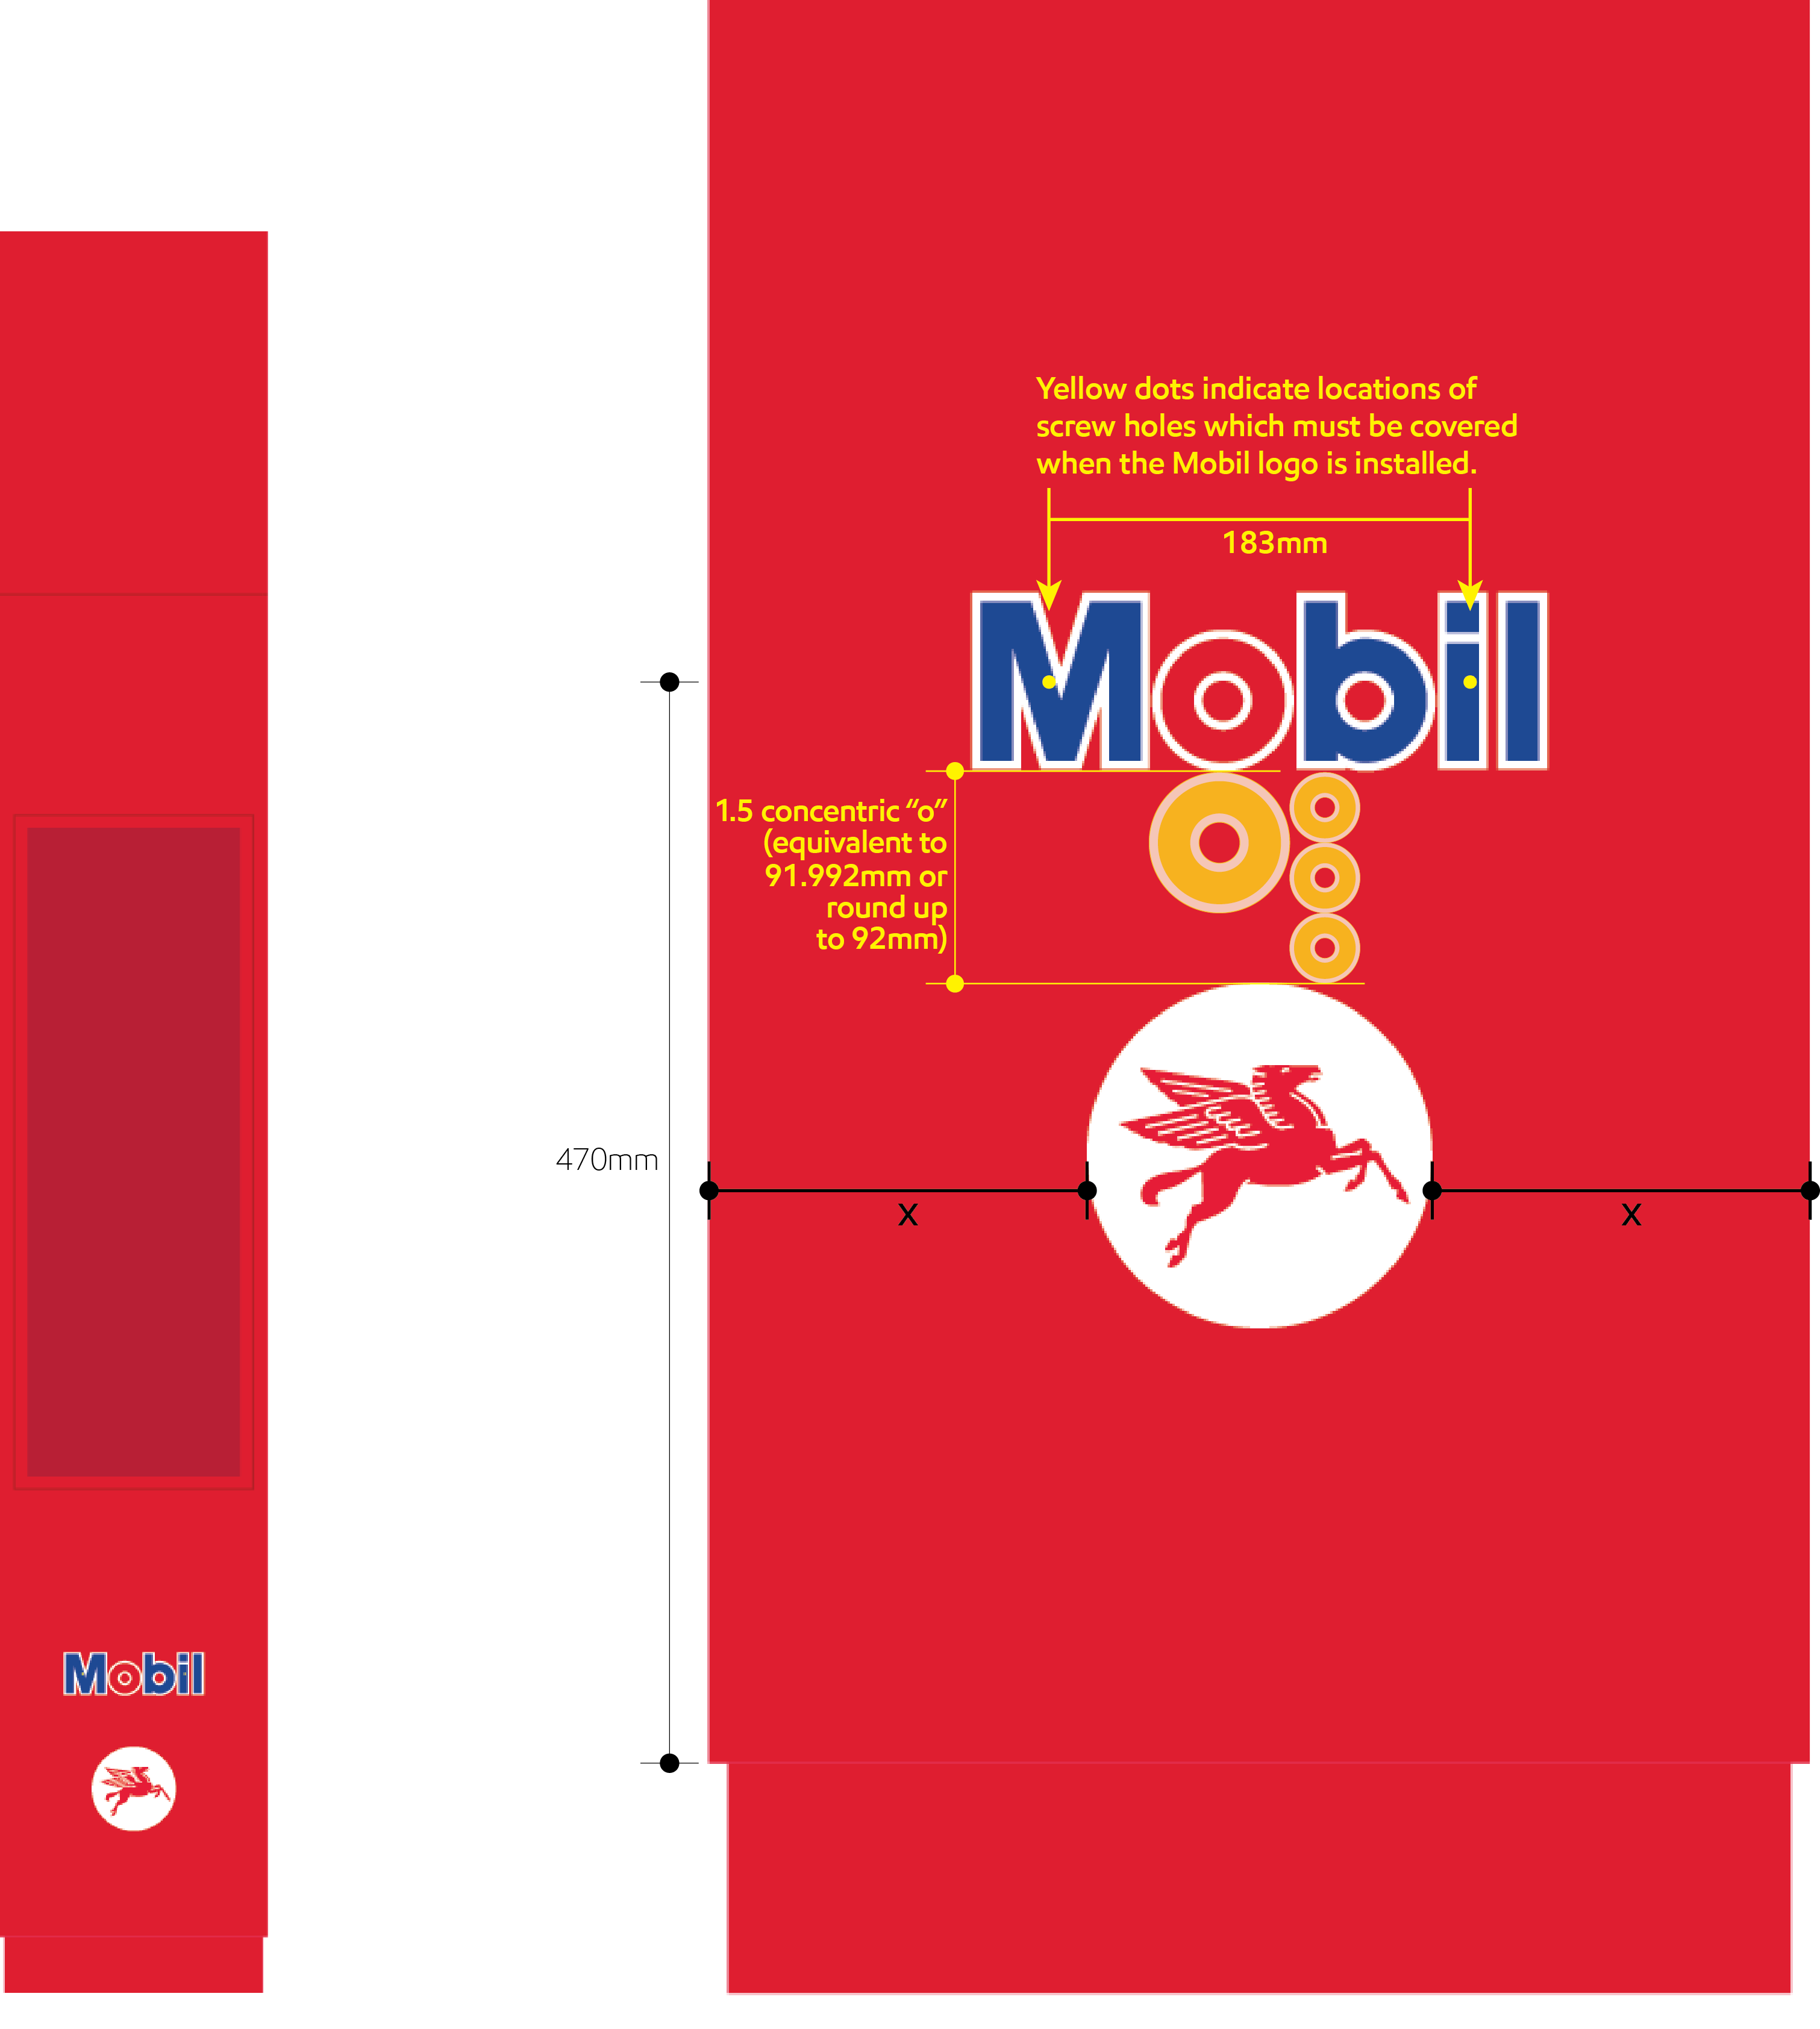 Yellow dots indicate locations of
screw holes which must be covered
when the Mobil logo is installed.
183mm
Mobil
1.5 concentric “o”
(equivalent to
91.992mm or
round up
to 92mm)
470mm
x
x
Mobil